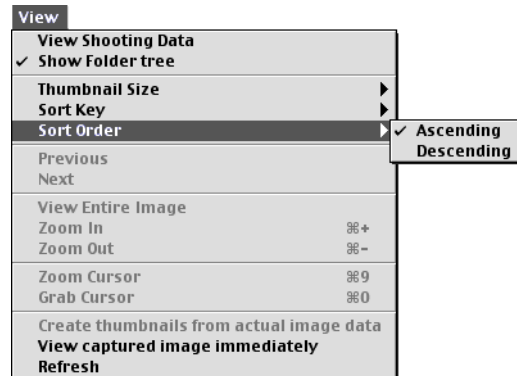 View
View Shooting Data
✓ Show Folder tree
Thumbnail Size
Sort Key
Sort Order
✓ Ascending
Descending
Previous
Next
View Entire Image
Zoom In ⌘+
Zoom Out ⌘-
Zoom Cursor ⌘9
Grab Cursor ⌘0
Create thumbnails from actual image data
View captured image immediately
Refresh